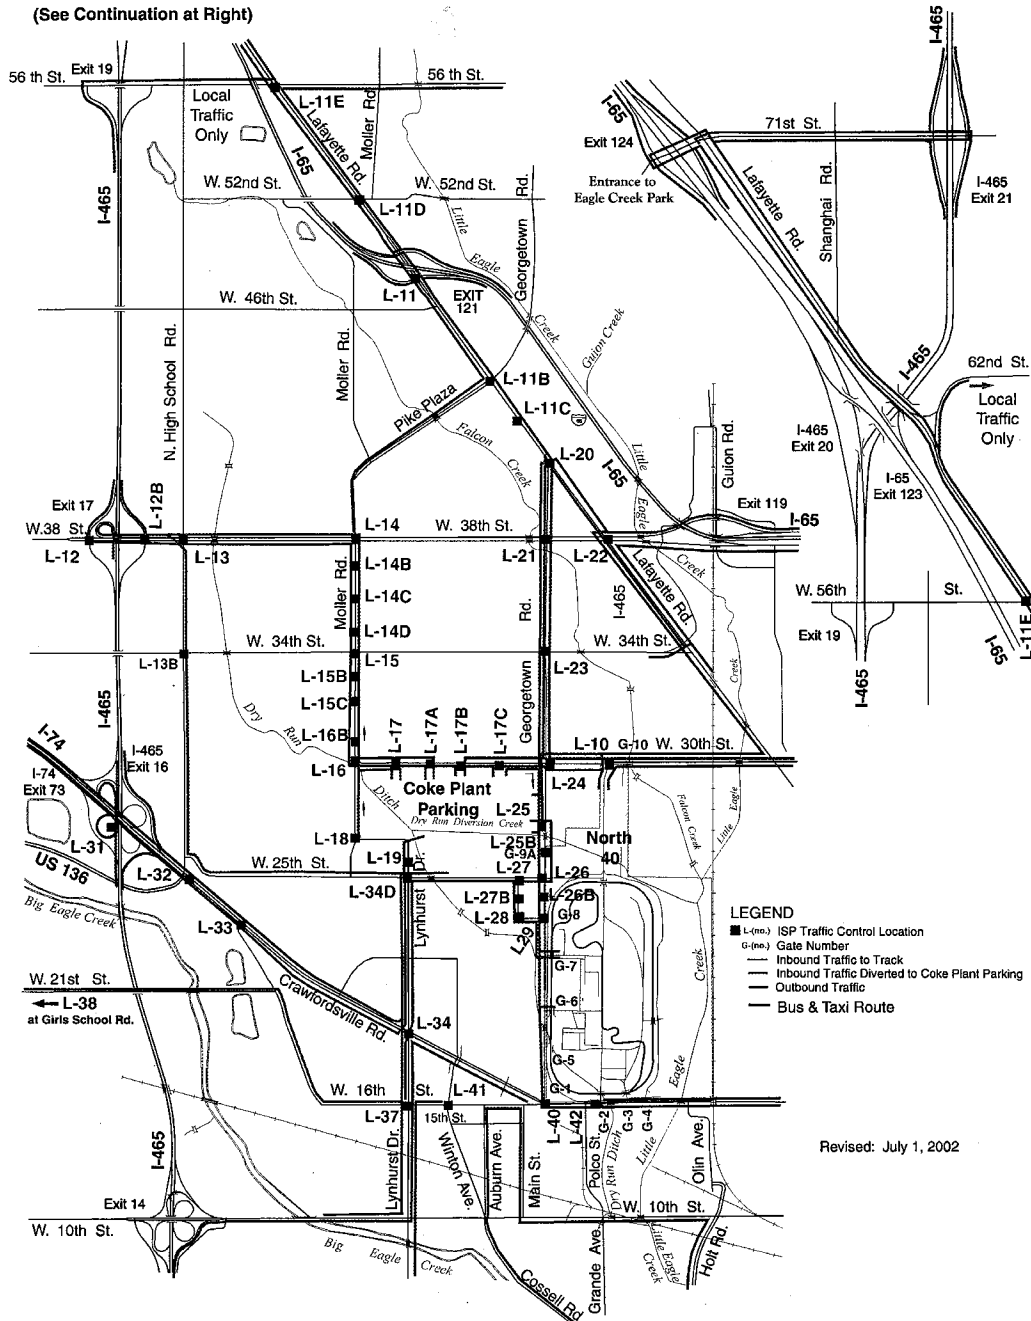 (See Continuation at Right)
56 th St.
Exit 19
56 th St.
L-11E
Local
Traffic
Only
Lafayette Rd.
Moller Rd.
I-65
I-465
W. 52nd St.
W. 52nd St.
L-11D
Little
Eagle
Creek
Georgetown
Rd.
L-11
EXIT
121
W. 46th St.
Guion Creek
N. High School Rd.
Moller Rd.
Pike Plaza
L-11B
L-11C
Falcon
Creek
L-20
I-65
Little
Eagle
Creek
Guion Rd.
Exit 119
I-65
Exit 17
L-12B
W.38 St.
L-12
L-13
L-14
W. 38th St.
L-21
L-22
L-14B
L-14C
L-14D
Moller Rd.
W. 34th St.
L-13B
L-15
L-15B
L-15C
L-16B
L-16
Rd.
Georgetown
L-23
I-465
Lafayette Rd.
W. 34th St.
Creek
Dry Run
L-17
L-17A
L-17B
L-17C
L-10
G-10
W. 30th St.
L-24
I-465
I-74
I-74
Exit 73
I-465
Exit 16
Coke Plant
Parking
Ditch
Dry Run Diversion Creek
L-25
L-25B
G-9A
North
40
Falcon Creek
Little Eagle
L-18
L-19
L-31
US 136
L-32
W. 25th St.
L-34D
Dr.
Lynhurst
L-27
L-26
L-27B
L-26B
L-28
G-8
L29
G-7
G-6
G-5
G-1
Big Eagle Creek
L-33
W. 21st St.
L-38
at Girls School Rd.
Crawfordsville Rd.
L-34
W. 16th St.
L-41
L-37
15th St.
L-40
L-42
G-2
G-3
G-4
Creek
Eagle
Little
I-465
Exit 14
W. 10th St.
Lynhurst Dr.
Winton Ave.
Auburn Ave.
Main St.
Polco St.
Dry Run Ditch
Olin Ave.
W. 10th St.
Big Eagle Creek
Cossell Rd
Grande Ave.
Little Eagle
Creek
Holt Rd.
I-465
I-65
Exit 124
71st St.
Entrance to
Eagle Creek Park
Lafayette Rd.
Shanghai Rd.
I-465
Exit 21
I-465
62nd St.
Local
Traffic
Only
I-465
Exit 20
I-65
Exit 123
W. 56th St.
Exit 19
I-465
I-65
L-11E
LEGEND
L-(no.) ISP Traffic Control Location
G-(no.) Gate Number
Inbound Traffic to Track
Inbound Traffic Diverted to Coke Plant Parking
Outbound Traffic
Bus & Taxi Route
Revised: July 1, 2002